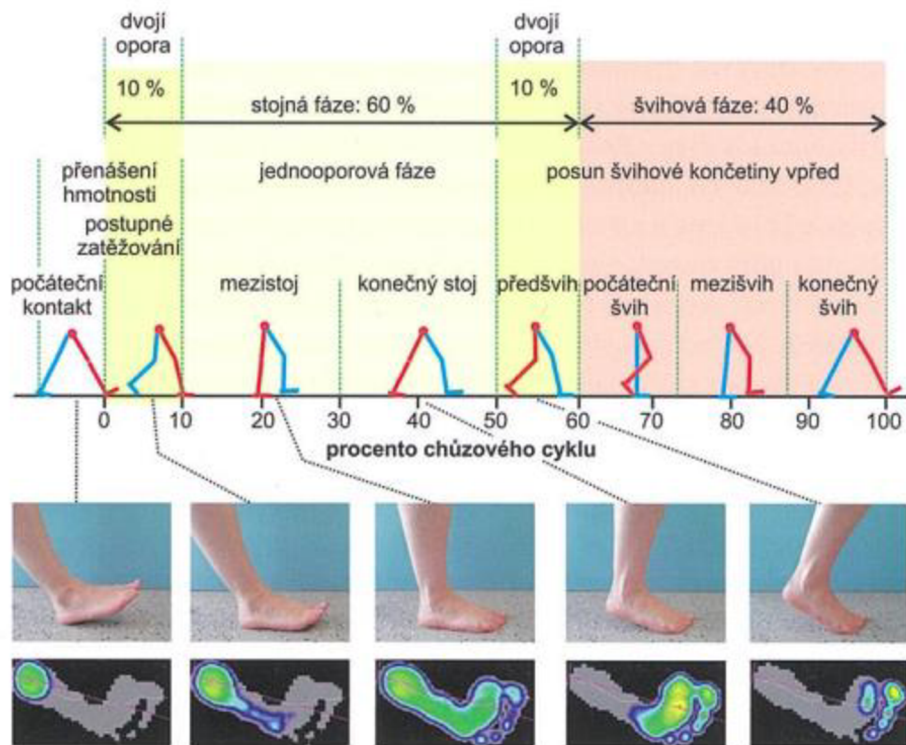 dvojí
opora
10 %
dvojí
opora
10 %
stojná fáze: 60 %
švihová fáze: 40 %
přenášení
hmotnosti
jednooporová fáze
posun švihové končetiny vpřed
postupné
zatěžování
počáteční
kontakt
mezistoj
konečný stoj
předšvih
počáteční
švih
mezišvih
konečný
švih
0 10 20 30 40 50 60 70 80 90 100
procento chůzového cyklu